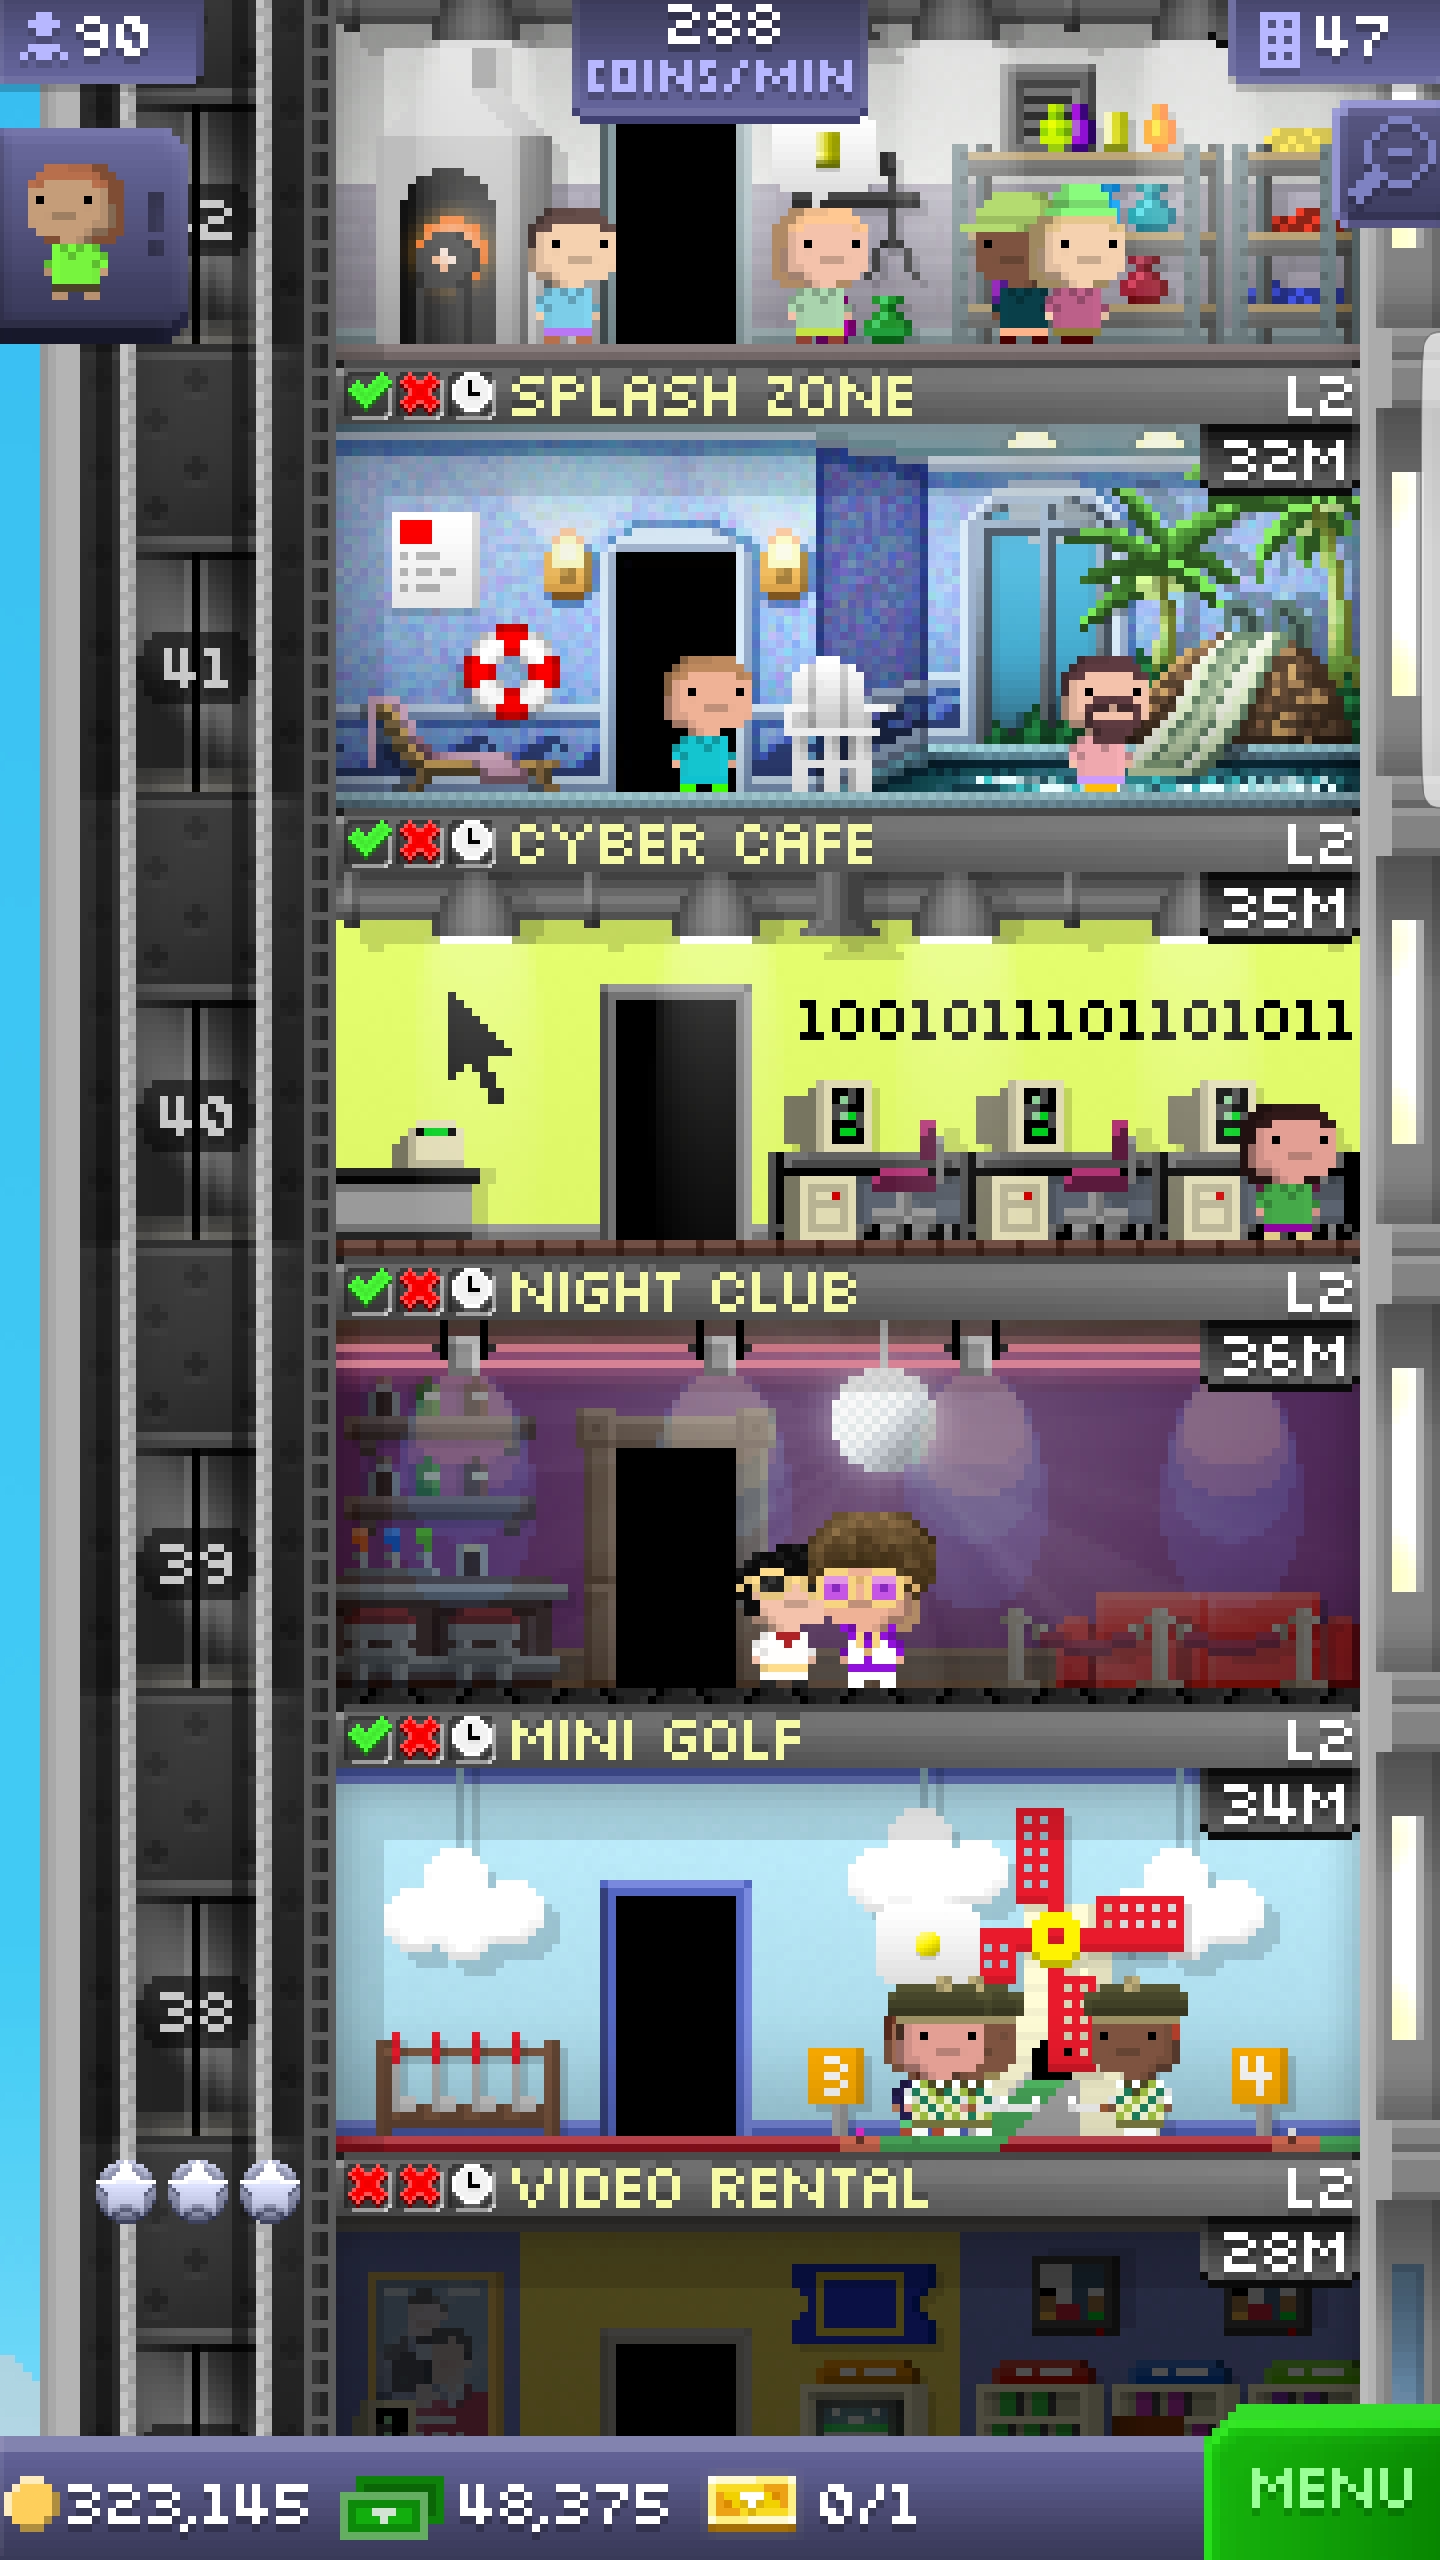 90
288
COINS/MIN
47
!
2
SPLASH ZONE L2
32M
41
CYBER CAFE L2
35M
1001011101101011
40
NIGHT CLUB L2
36M
39
MINI GOLF L2
34M
38
3
4
VIDEO RENTAL L2
28M
323,145 48,375 0/1
MENU